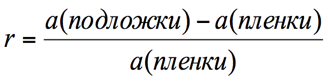 r = a(подложки) − a(пленки)
a(пленки)